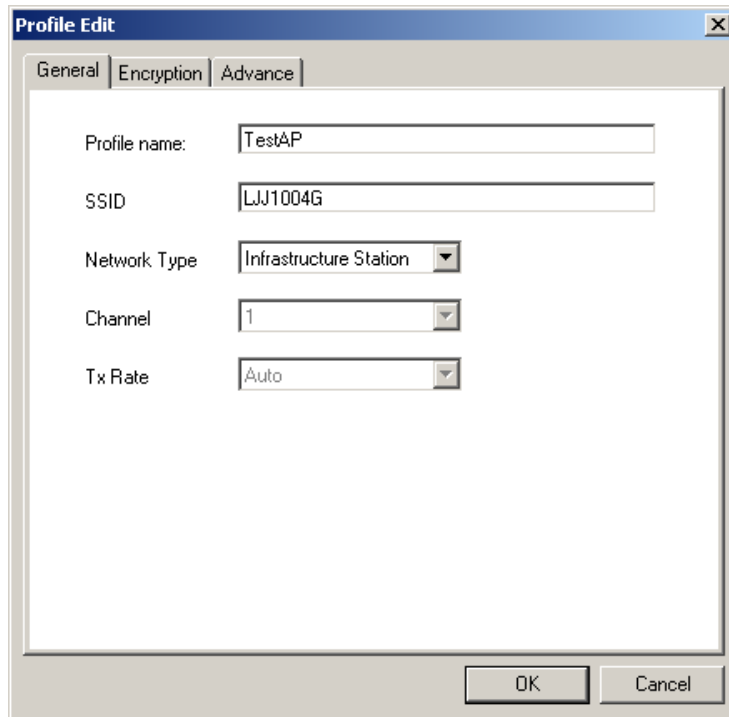 Profile Edit
General Encryption Advance
Profile name: TestAP
SSID LJJ1004G
Network Type Infrastructure Station
Channel 1
Tx Rate Auto
OK Cancel